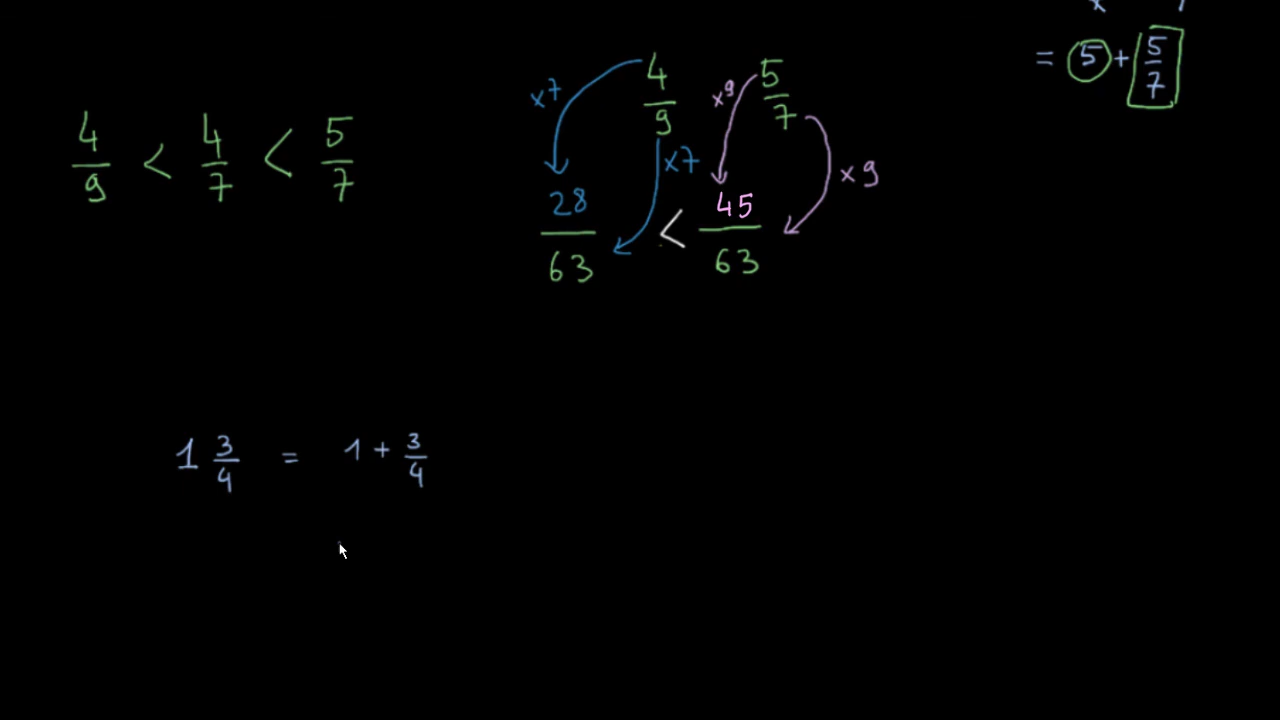 = 5 + 5/7
4/9 < 4/7 < 5/7
4/9 5/7
x7 x9
x7 x9
28/63 < 45/63
1 3/4 = 1 + 3/4